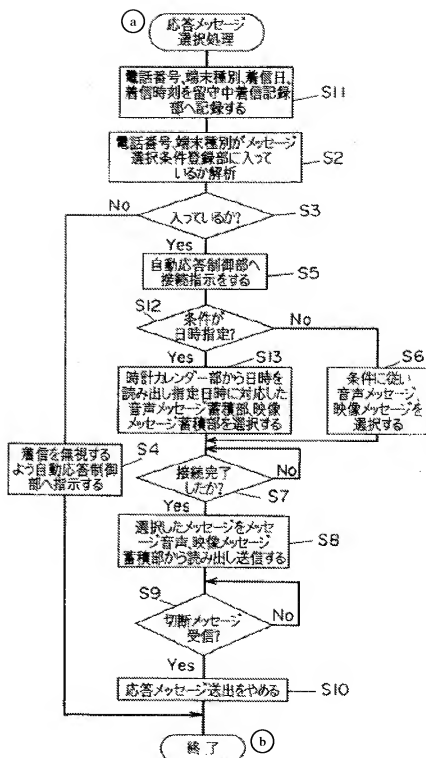 a
応答メッセージ
選択処理
電話番号、端末種別、着信日、
着信時刻を留守中着信記録
部へ記録する
S11
電話番号、端末種別がメッセージ
選択条件登録部に入って
いるか解析
S2
No
入っているか?
S3
Yes
自動応答制御部へ
接続指示をする
S5
S12
条件が
日時指定?
No
Yes
S13
時計カレンダー部から日時を
読み出し指定日時に対応した
音声メッセージ蓄積部、映像
メッセージ蓄積部を選択する
S6
条件に従い
音声メッセージ、
映像メッセージを
選択する
S4
着信を無視する
よう自動応答制御
部へ指示する
接続完了
したか?
No
S7
Yes
選択したメッセージをメッセ
ージ音声、映像メッセージ
蓄積部から読み出し送信する
S8
S9
切断メッセージ
受信?
No
Yes
応答メッセージ送出をやめる
S10
終了
b